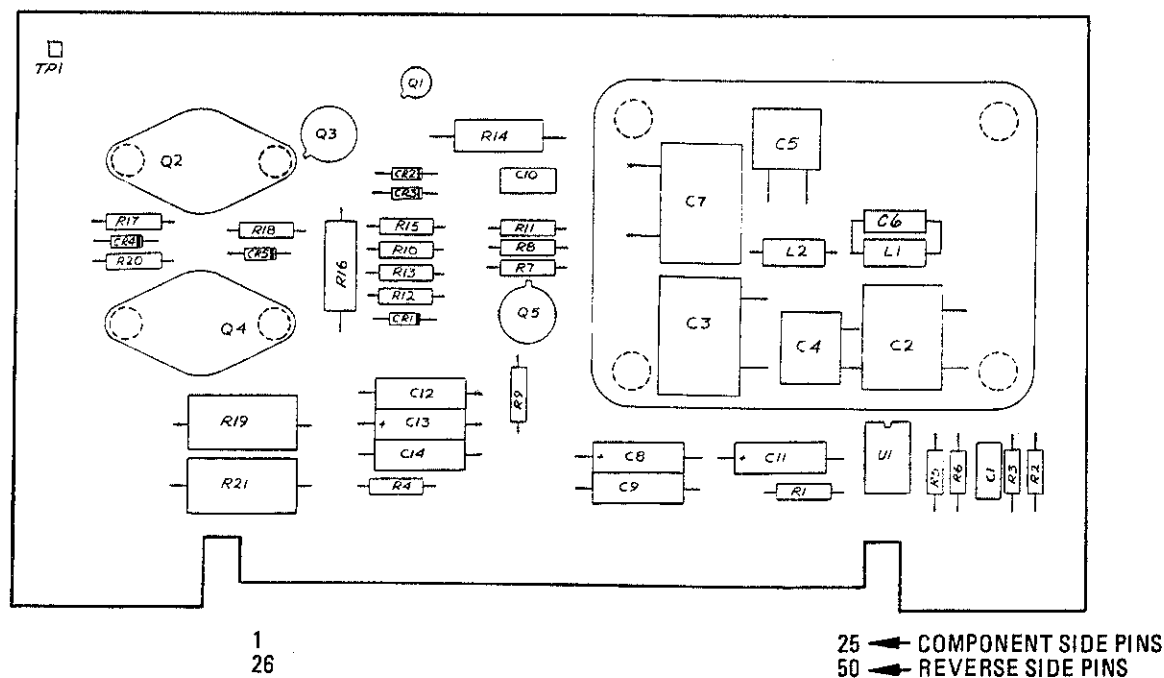 TP1
Q1
Q3
R14
Q2
C5
CR2
C10
CR3
C7
R17
R18
R15
R11
C6
CR4
R10
R8
L2
L1
R20
CR5
R16
R13
R7
R12
Q4
CR1
Q5
C3
C4
C2
C12
R9
R19
C13
C14
+
+ C8
+ C11
U1
R5
R6
C1
R3
R2
R21
R4
C9
R1
1
25 COMPONENT SIDE PINS
26
50 REVERSE SIDE PINS